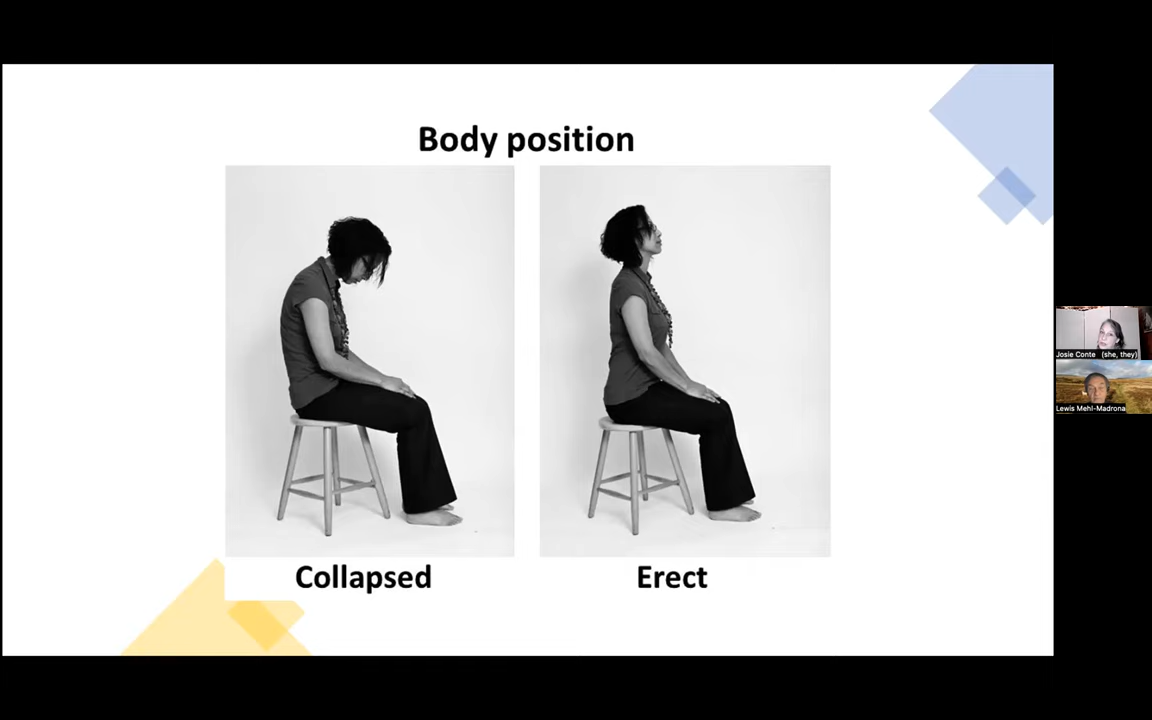 Body position
Collapsed
Erect
Josie Conte (she, they)
Lewis Mehl-Madrona